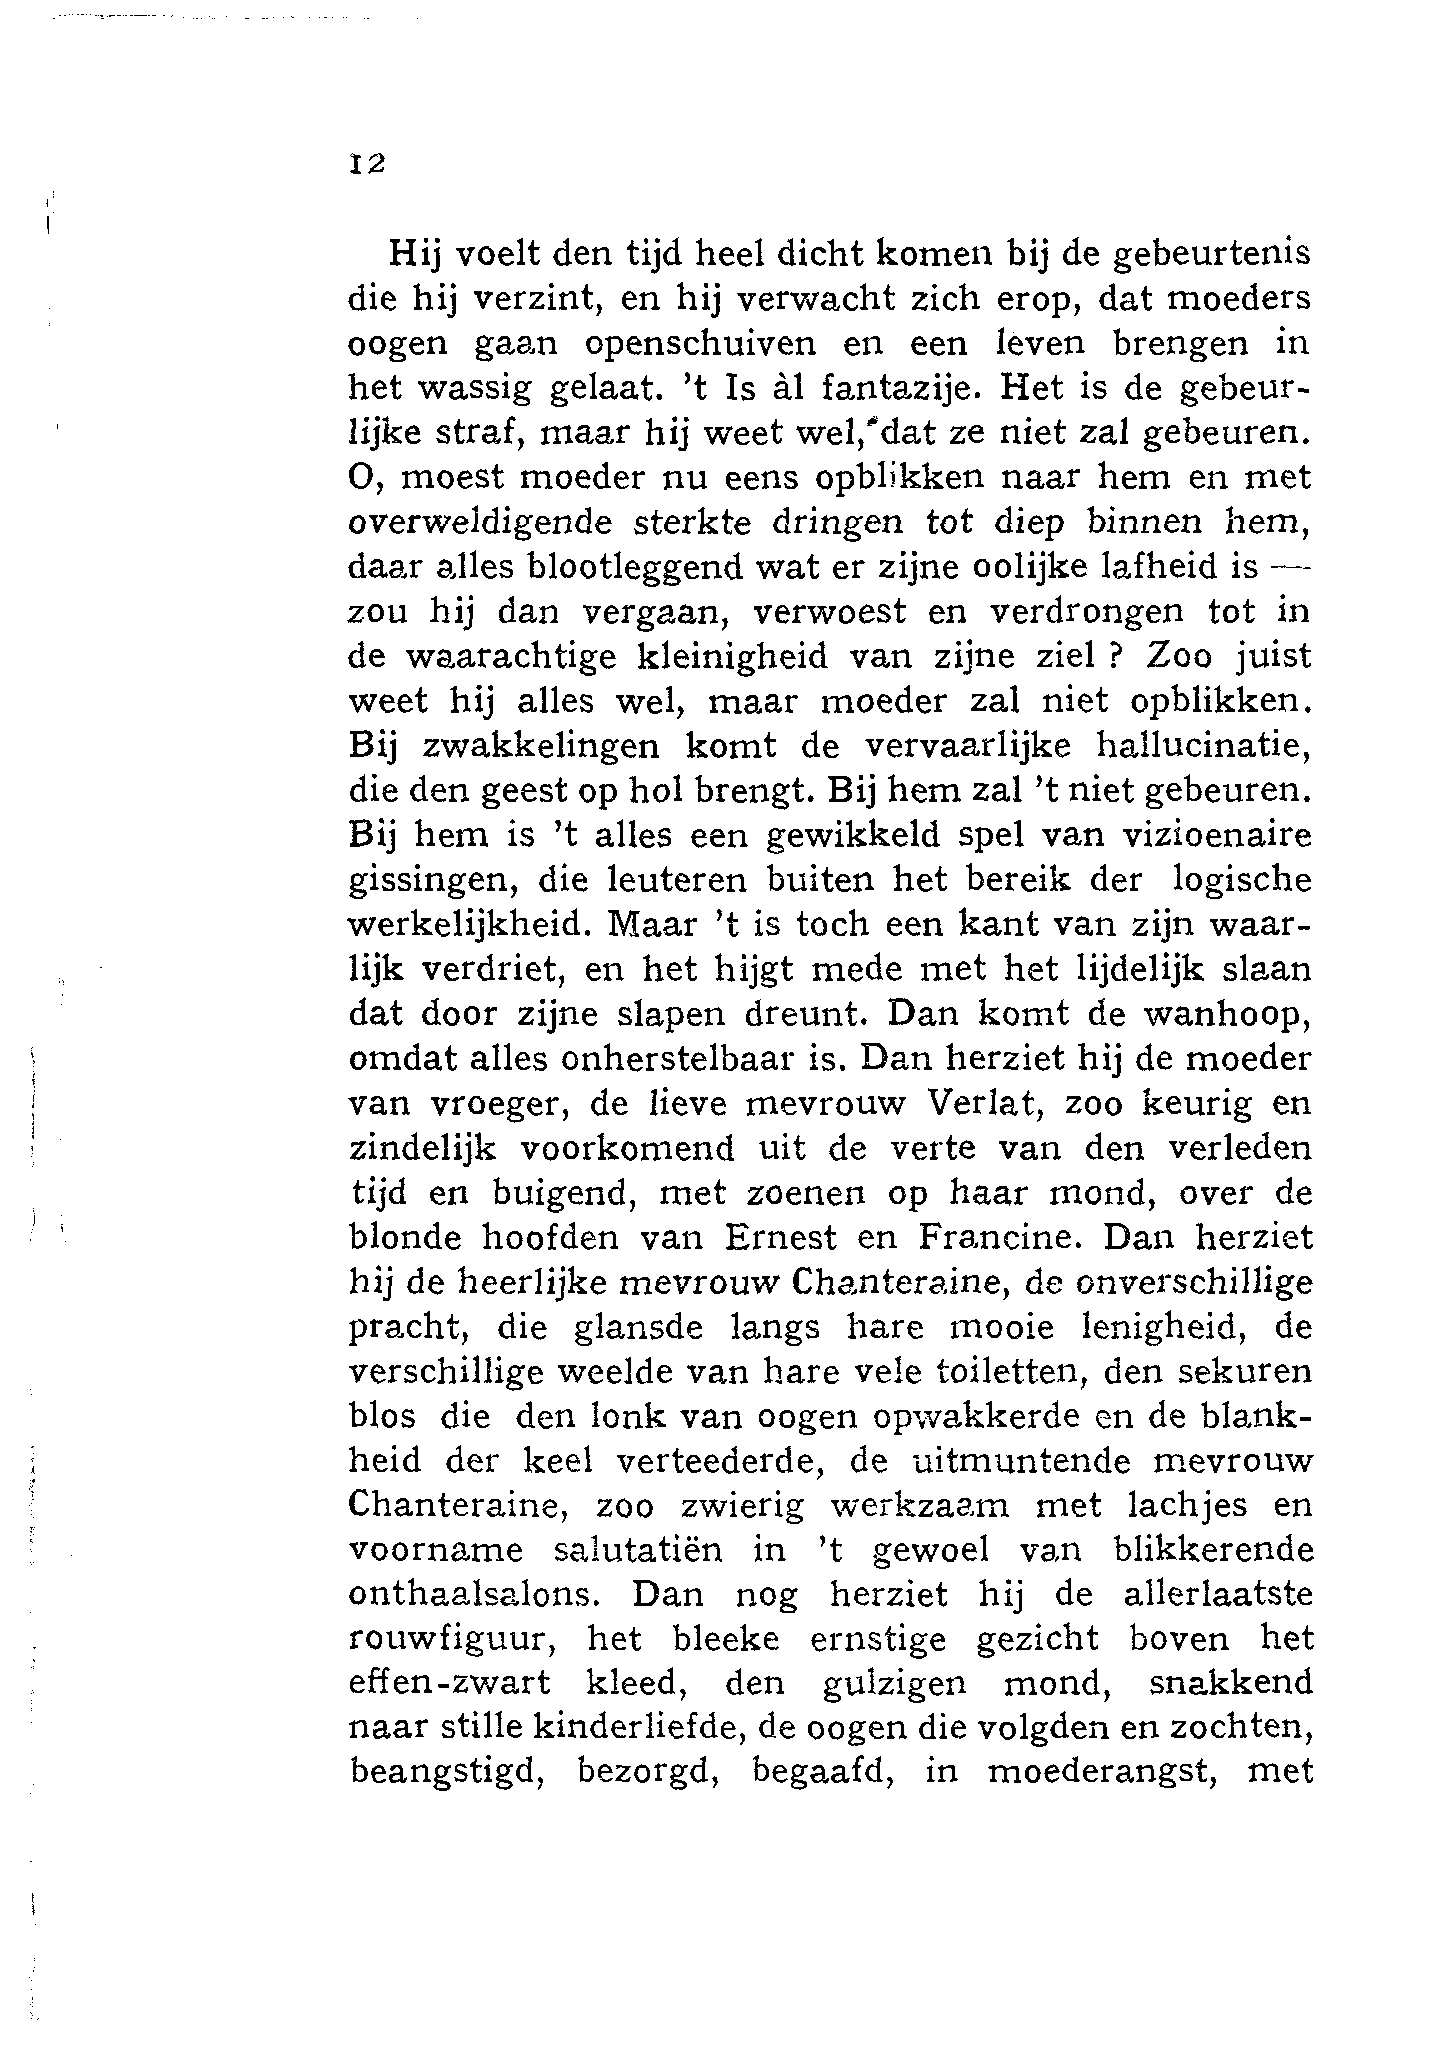 12
Hij voelt den tijd heel dicht komen bij de gebeurtenis
die hij verzint, en hij verwacht zich erop, dat moeders
oogen gaan openschuiven en een leven brengen in
het wassig gelaat. 't Is àl fantazije. Het is de gebeur-
lijke straf, maar hij weet wel, dat ze niet zal gebeuren.
O, moest moeder nu eens opblikken naar hem en met
overweldigende sterkte dringen tot diep binnen hem,
daar alles blootleggend wat er zijne oolijke lafheid is —
zou hij dan vergaan, verwoest en verdrongen tot in
de waarachtige kleinigheid van zijne ziel ? Zoo juist
weet hij alles wel, maar moeder zal niet opblikken.
Bij zwakkelingen komt de vervaarlijke hallucinatie,
die den geest op hol brengt. Bij hem zal 't niet gebeuren.
Bij hem is 't alles een gewikkeld spel van vizioenaire
gissingen, die leuteren buiten het bereik der logische
werkelijkheid. Maar 't is toch een kant van zijn waar-
lijk verdriet, en het hijgt mede met het lijdelijk slaan
dat door zijne slapen dreunt. Dan komt de wanhoop,
omdat alles onherstelbaar is. Dan herziet hij de moeder
van vroeger, de lieve mevrouw Verlat, zoo keurig en
zindelijk voorkomend uit de verte van den verleden
tijd en buigend, met zoenen op haar mond, over de
blonde hoofden van Ernest en Francine. Dan herziet
hij de heerlijke mevrouw Chanteraine, de onverschillige
pracht, die glansde langs hare mooie lenigheid, de
verschillige weelde van hare vele toiletten, den sekuren
blos die den lonk van oogen opwakkerde en de blank-
heid der keel verteederde, de uitmuntende mevrouw
Chanteraine, zoo zwierig werkzaam met lachjes en
voorname salutatiën in 't gewoel van blikkerende
onthaalsalons. Dan nog herziet hij de allerlaatste
rouwfiguur, het bleeke ernstige gezicht boven het
effen-zwart kleed, den gulzigen mond, snakkend
naar stille kinderliefde, de oogen die volgden en zochten,
beangstigd, bezorgd, begaafd, in moederangst, met